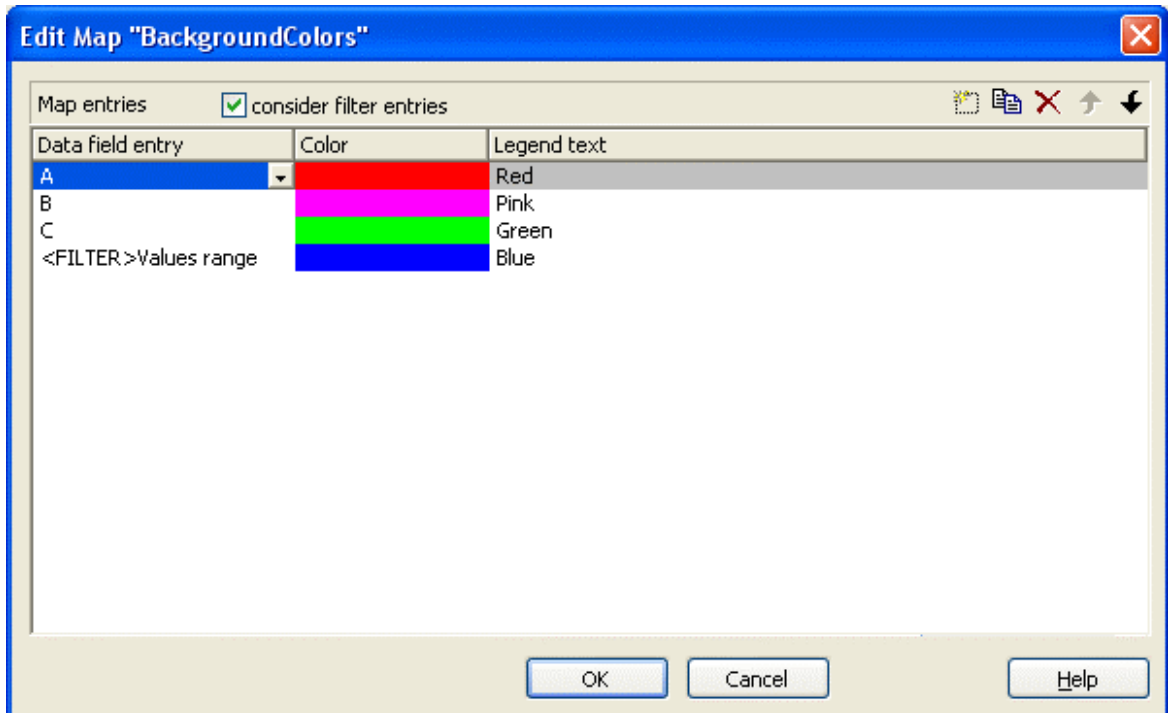 Edit Map "BackgroundColors"
Map entries consider filter entries
Data field entry Color Legend text
A Red
B Pink
C Green
<FILTER>Values range Blue
OK Cancel Help